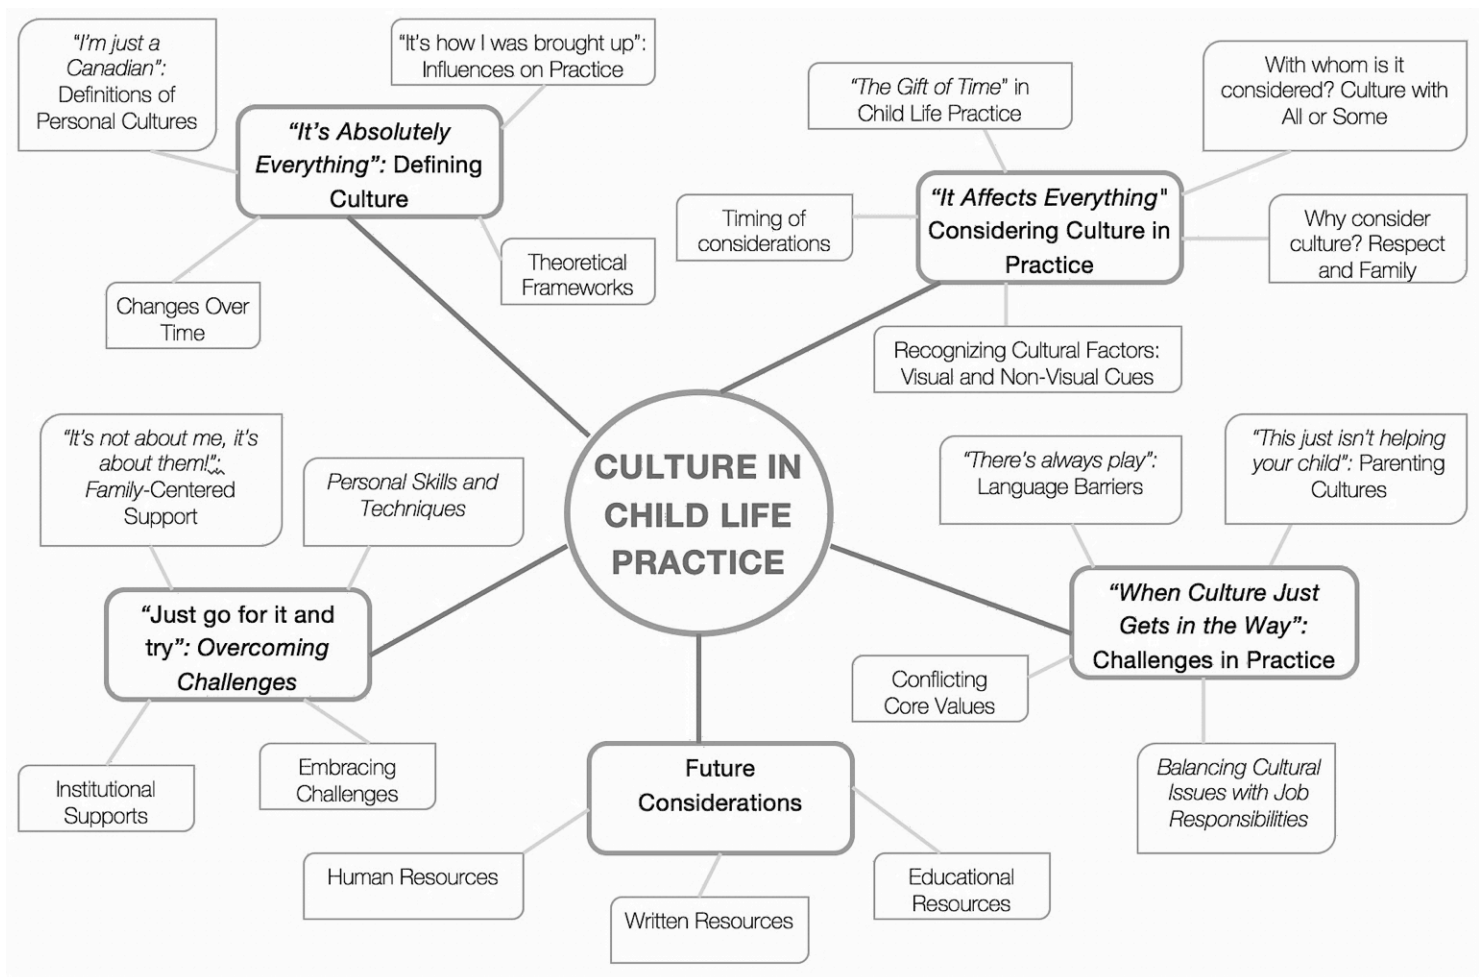 “I’m just a
Canadian”:
Definitions of
Personal Cultures
“It’s how I was brought up”:
Influences on Practice
“It’s Absolutely
Everything”: Defining
Culture
Changes Over
Time
Theoretical
Frameworks
“The Gift of Time” in
Child Life Practice
With whom is it
considered? Culture with
All or Some
Timing of
considerations
“It Affects Everything"
Considering Culture in
Practice
Why consider
culture? Respect
and Family
Recognizing Cultural Factors:
Visual and Non-Visual Cues
CULTURE IN
CHILD LIFE
PRACTICE
“It’s not about me, it’s
about them!”:
Family-Centered
Support
Personal Skills and
Techniques
“Just go for it and
try”: Overcoming
Challenges
Institutional
Supports
Embracing
Challenges
“There’s always play”:
Language Barriers
“This just isn’t helping
your child”: Parenting
Cultures
“When Culture Just
Gets in the Way”:
Challenges in Practice
Conflicting
Core Values
Balancing Cultural
Issues with Job
Responsibilities
Future
Considerations
Human Resources
Written Resources
Educational
Resources